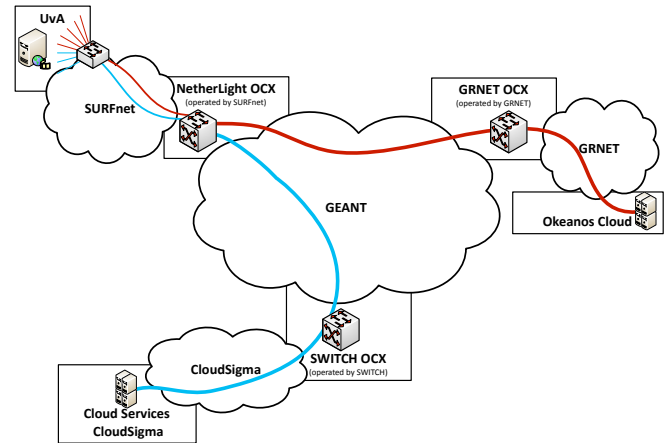 UvA
SURFnet
NetherLight OCX
(operated by SURFnet)
GRNET OCX
(operated by GRNET)
GRNET
Okeanos Cloud
GEANT
SWITCH OCX
(operated by SWITCH)
CloudSigma
Cloud Services
CloudSigma